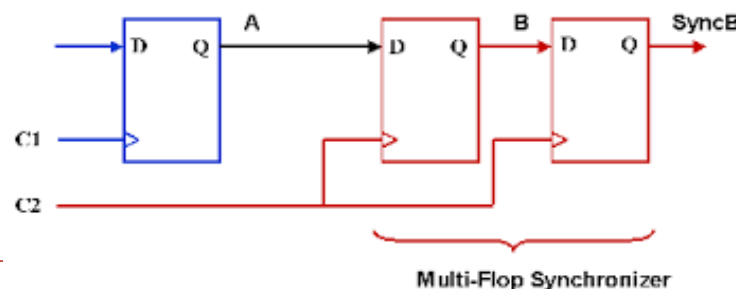 A B SyncB
D Q D Q D Q
C1
C2
Multi-Flop Synchronizer